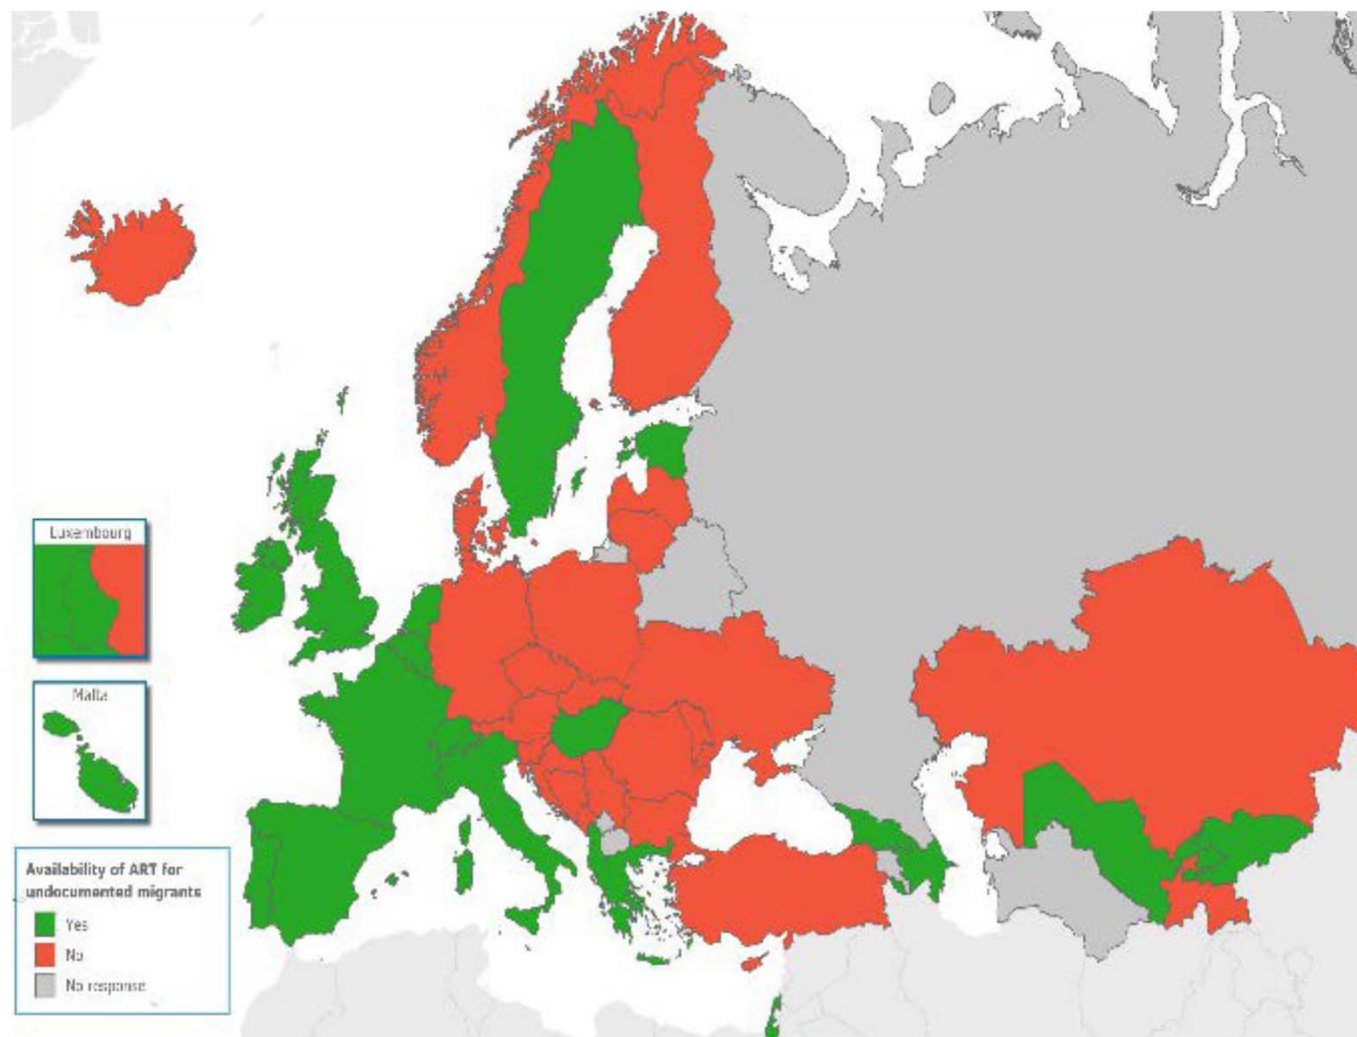 Luxembourg
Malta
Availability of ART for
undocumented migrants
Yes
No
No response